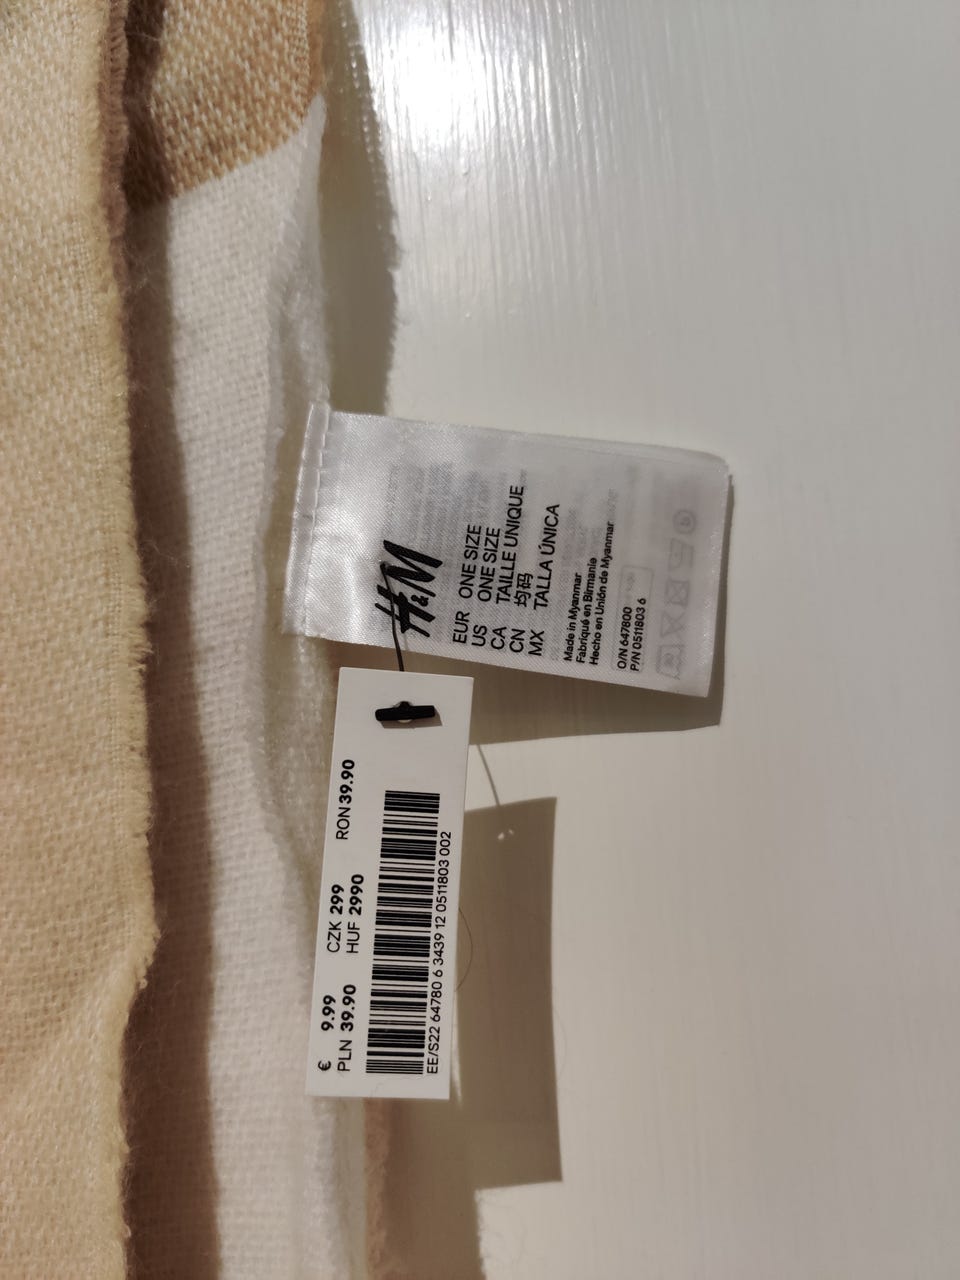 H&M
EUR ONE SIZE
US ONE SIZE
CA TAILLE UNIQUE
CN 均码
MX TALLA ÚNICA
Made in Myanmar
Fabriqué en Birmanie
Hecho en Unión de Myanmar
O/N 647800
P/N 0511803 6
€ 9.99 CZK 299 RON 39.90
PLN 39.90 HUF 2990
EE/S22 64780 6 3439 12 0511803 002